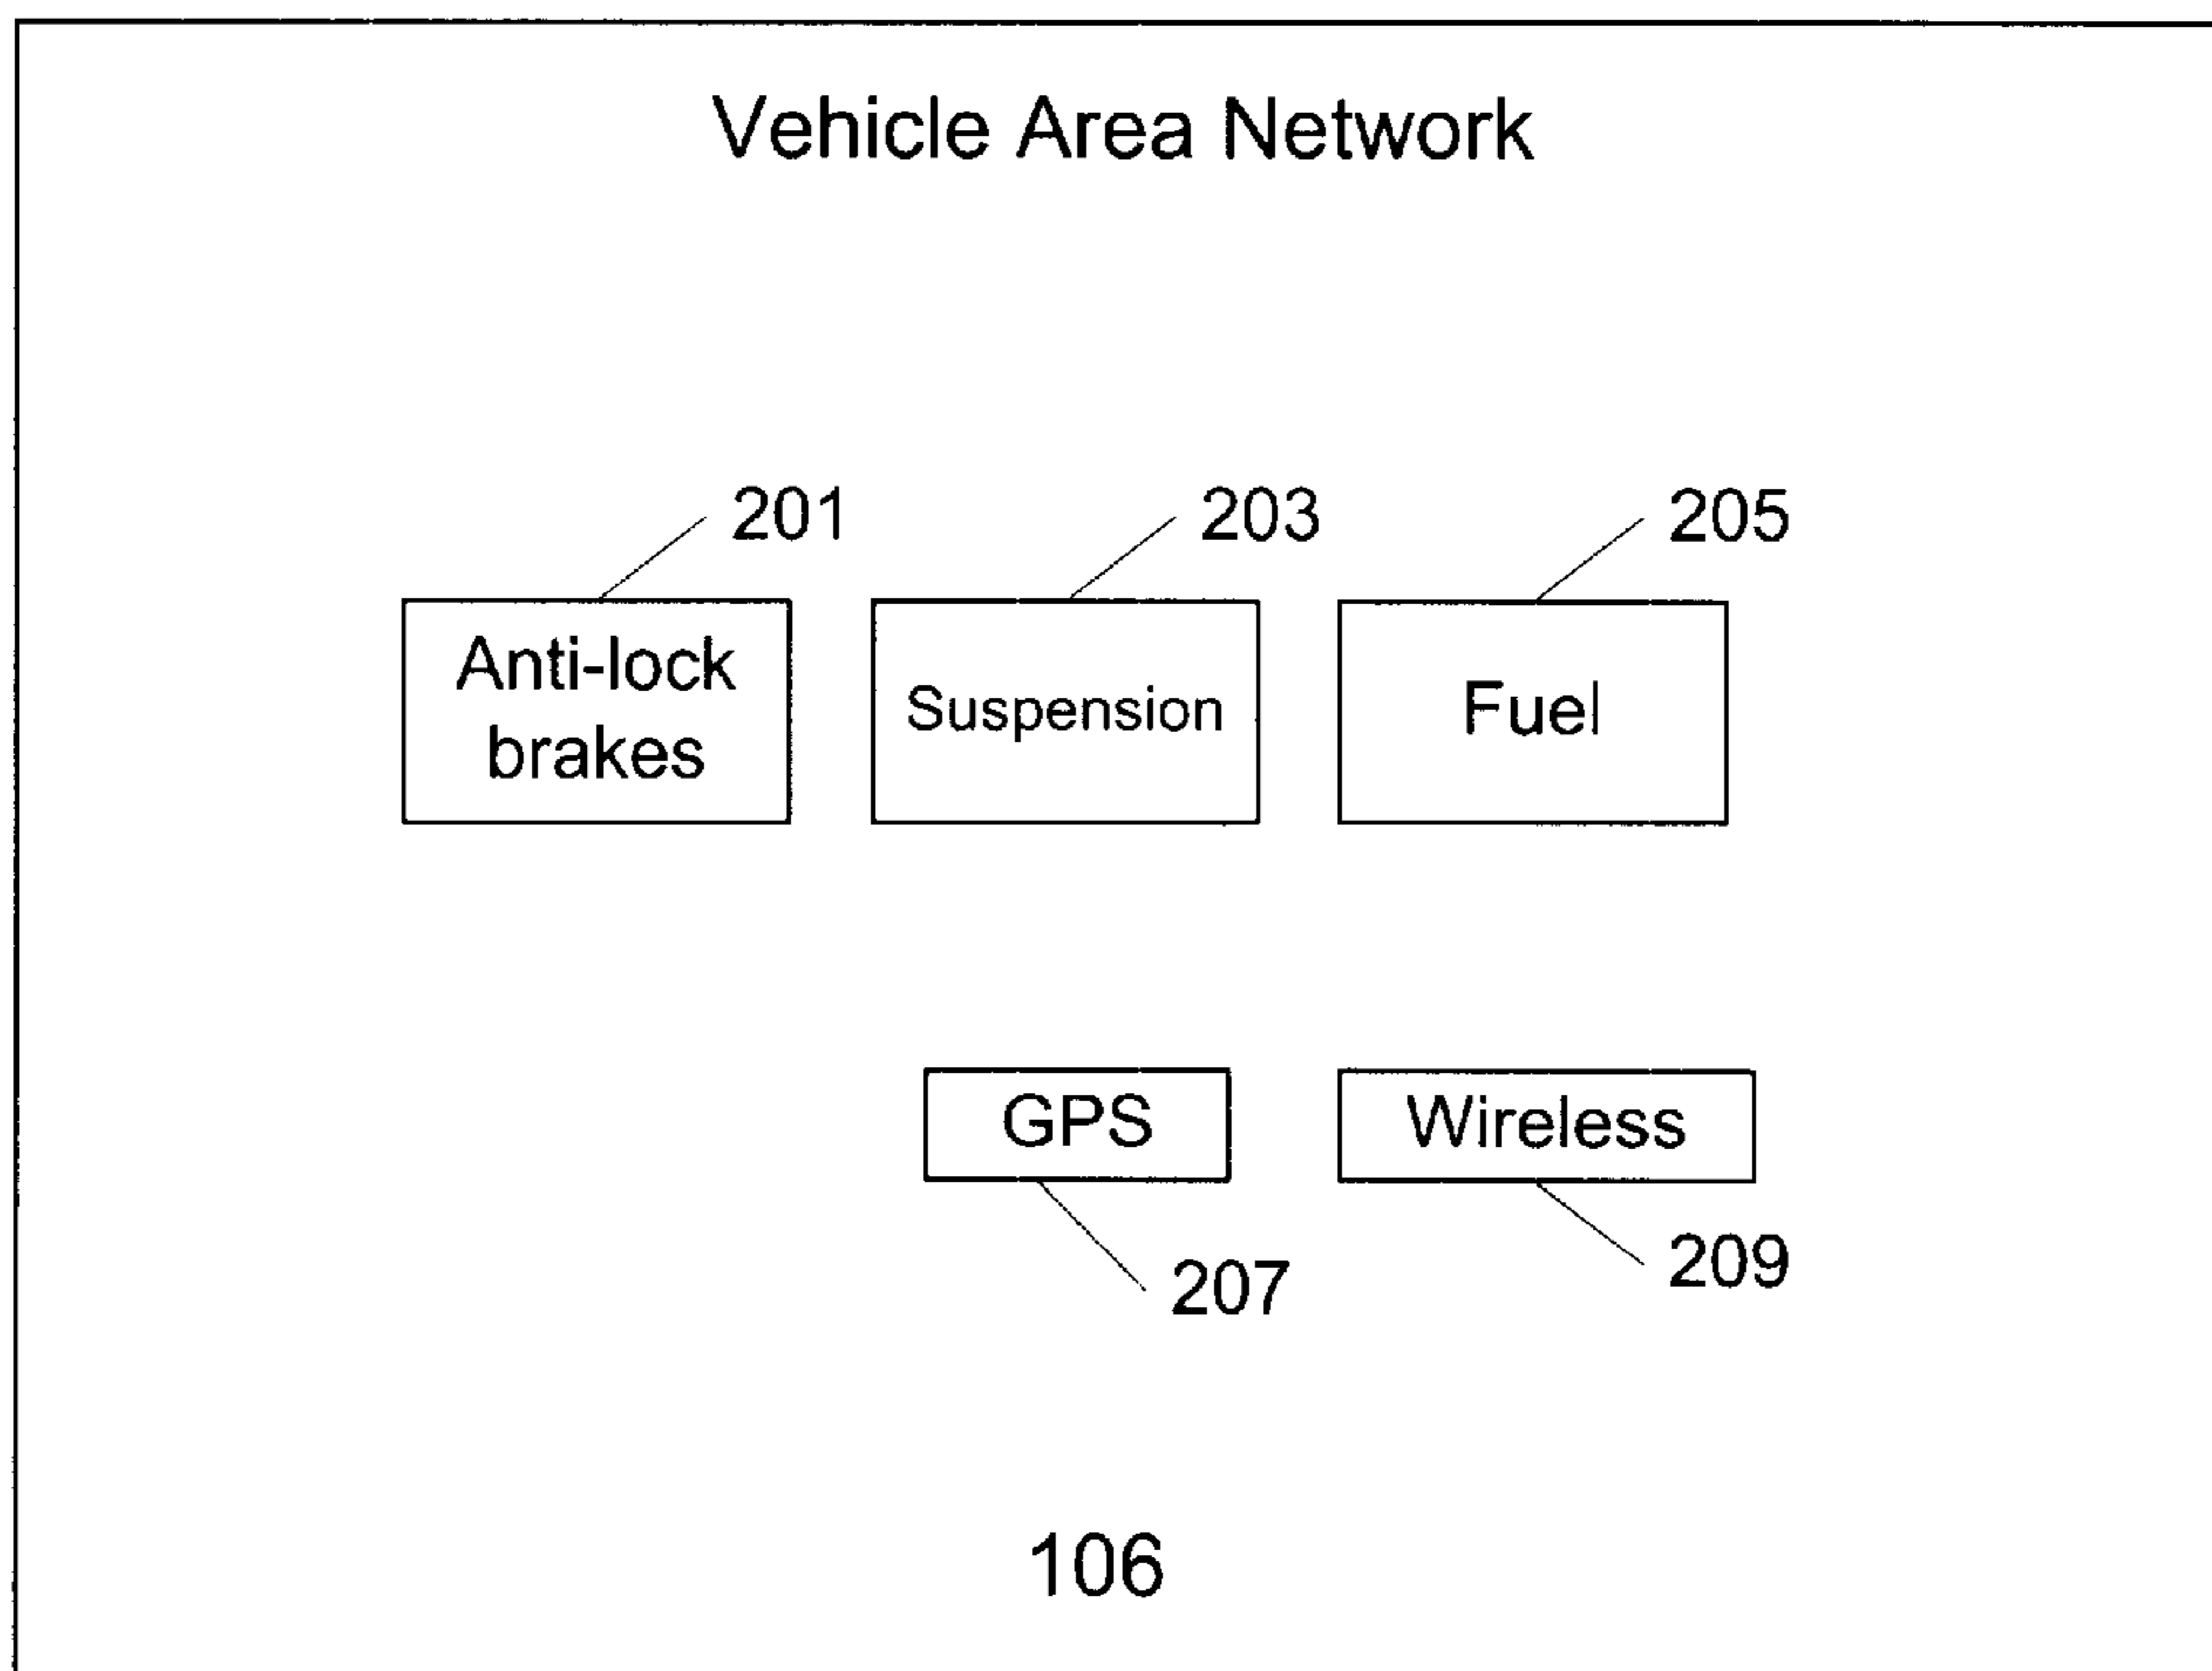 Vehicle Area Network
201
203
205
Anti-lock
brakes
Suspension
Fuel
GPS
Wireless
207
209
106